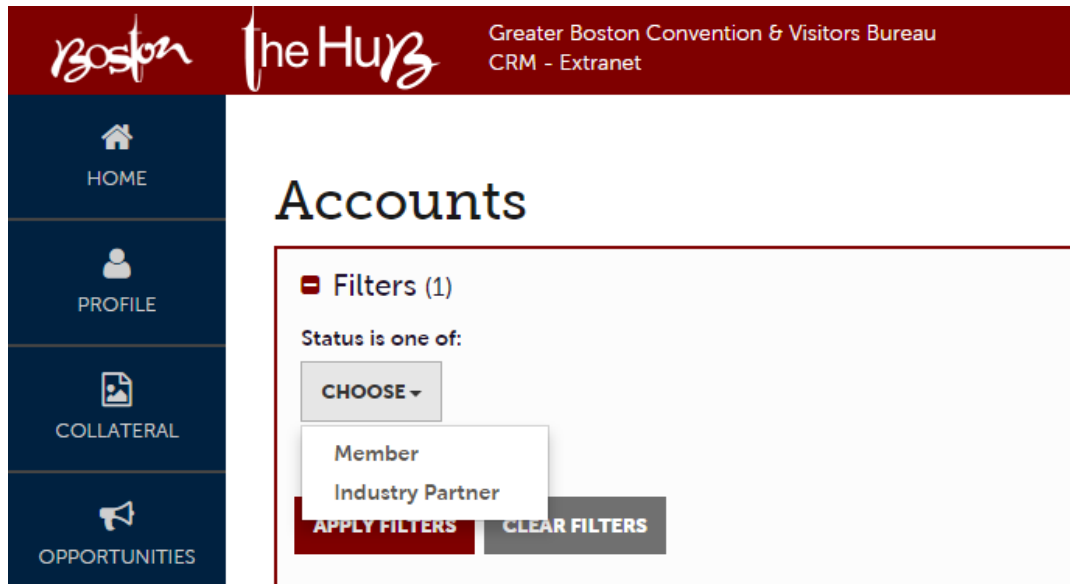 Boston
the HuB
Greater Boston Convention & Visitors Bureau
CRM - Extranet
HOME
PROFILE
COLLATERAL
OPPORTUNITIES
Accounts
Filters (1)
Status is one of:
CHOOSE
Member
Industry Partner
APPLY FILTERS
CLEAR FILTERS